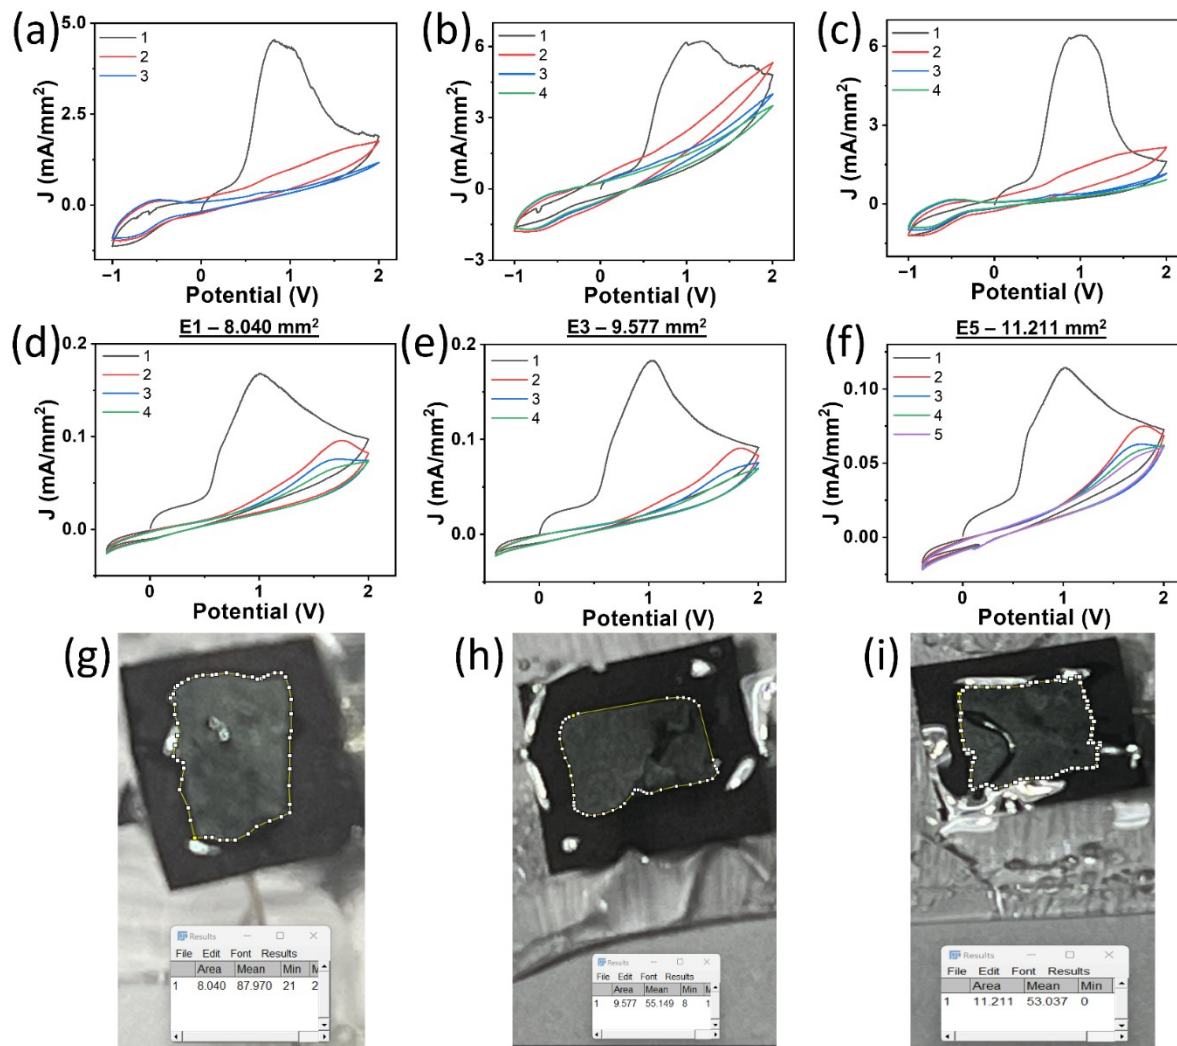 (a)
5.0
2.5
0.0
J (mA/mm²)
1
2
3
−1
0
1
2
Potential (V)
(b)
6
3
0
−3
J (mA/mm²)
1
2
3
4
−1
0
1
2
Potential (V)
(c)
6
3
0
J (mA/mm²)
1
2
3
4
−1
0
1
2
Potential (V)
E1 – 8.040 mm²
(d)
0.2
0.1
0.0
J (mA/mm²)
1
2
3
4
0
1
2
Potential (V)
E3 – 9.577 mm²
(e)
0.2
0.1
0.0
J (mA/mm²)
1
2
3
4
0
1
2
Potential (V)
E5 – 11.211 mm²
(f)
0.10
0.05
0.00
J (mA/mm²)
1
2
3
4
5
0
1
2
Potential (V)
(g)
Results
File Edit Font Results
Area Mean Min M
1 8.040 87.970 21 2
(h)
Results
File Edit Font Results
Area Mean Min
1 9.577 55.149 8 1
(i)
Results
File Edit Font Results
Area Mean Min
1 11.211 53.037 0